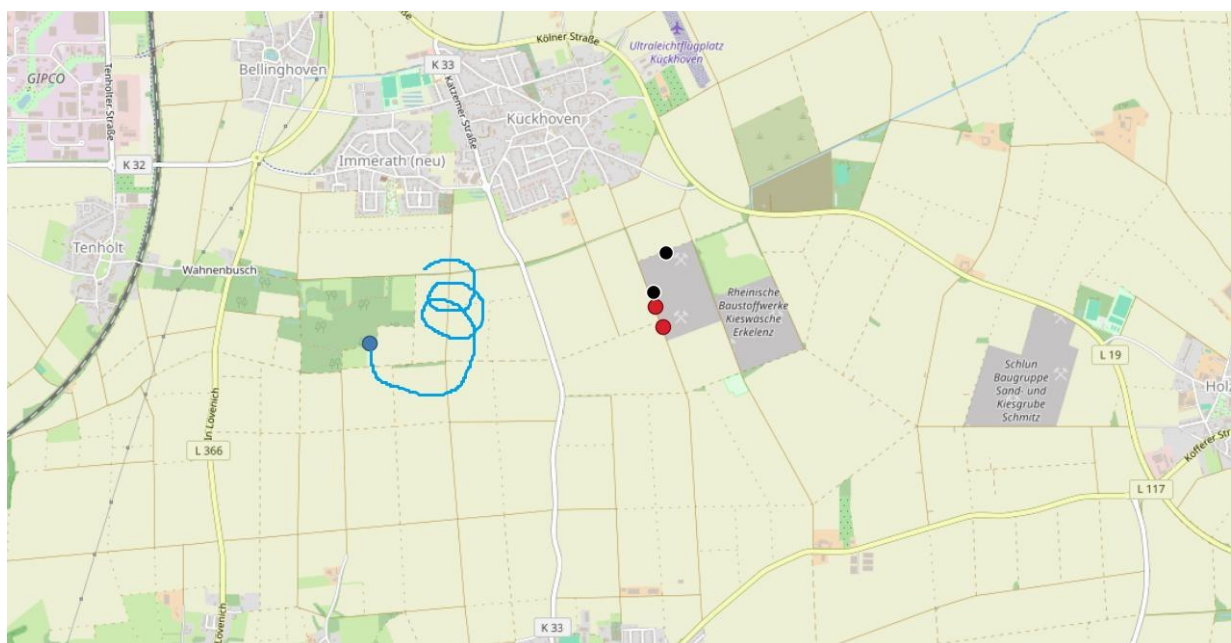 Kölner Straße
Ultraleichtflugplatz
Kückhoven
K 33
Bellinghoven
GIPCO
Tenholter Straße
Katzemer Straße
Kückhoven
K 32
Immerath (neu)
Tenholt
Wahnenbusch
Rheinische
Baustoffwerke
Kieswäsche
Erkelenz
Schlun
Baugruppe
Sand- und
Kiesgrube
Schmitz
L 19
Holz
In Lövenich
L 366
Kofferer Str
L 117
Lövenich
K 33